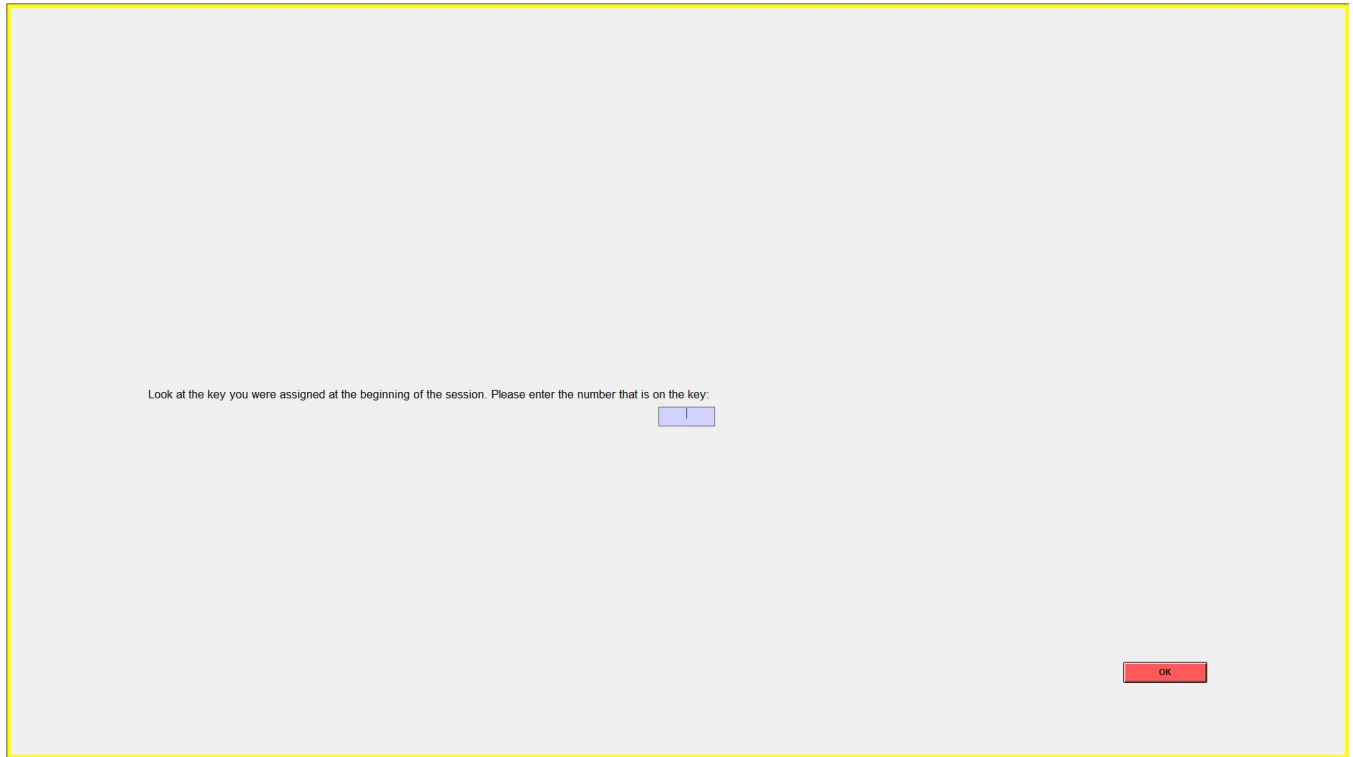 Look at the key you were assigned at the beginning of the session. Please enter the number that is on the key:
OK